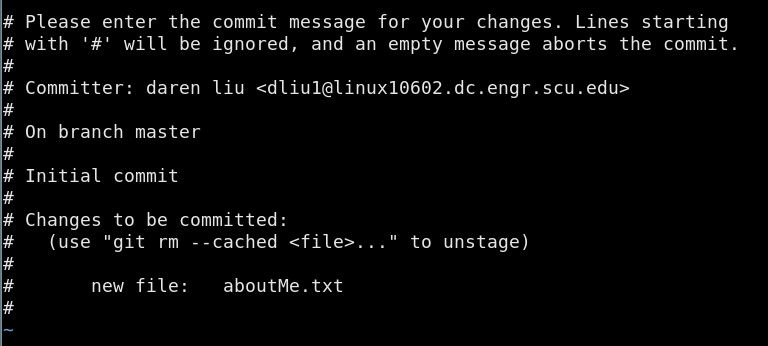 # Please enter the commit message for your changes. Lines starting
# with '#' will be ignored, and an empty message aborts the commit.
#
# Committer: daren liu <dliu1@linux10602.dc.engr.scu.edu>
#
# On branch master
#
# Initial commit
#
# Changes to be committed:
#   (use "git rm --cached <file>..." to unstage)
#
#       new file:   aboutMe.txt
#
~